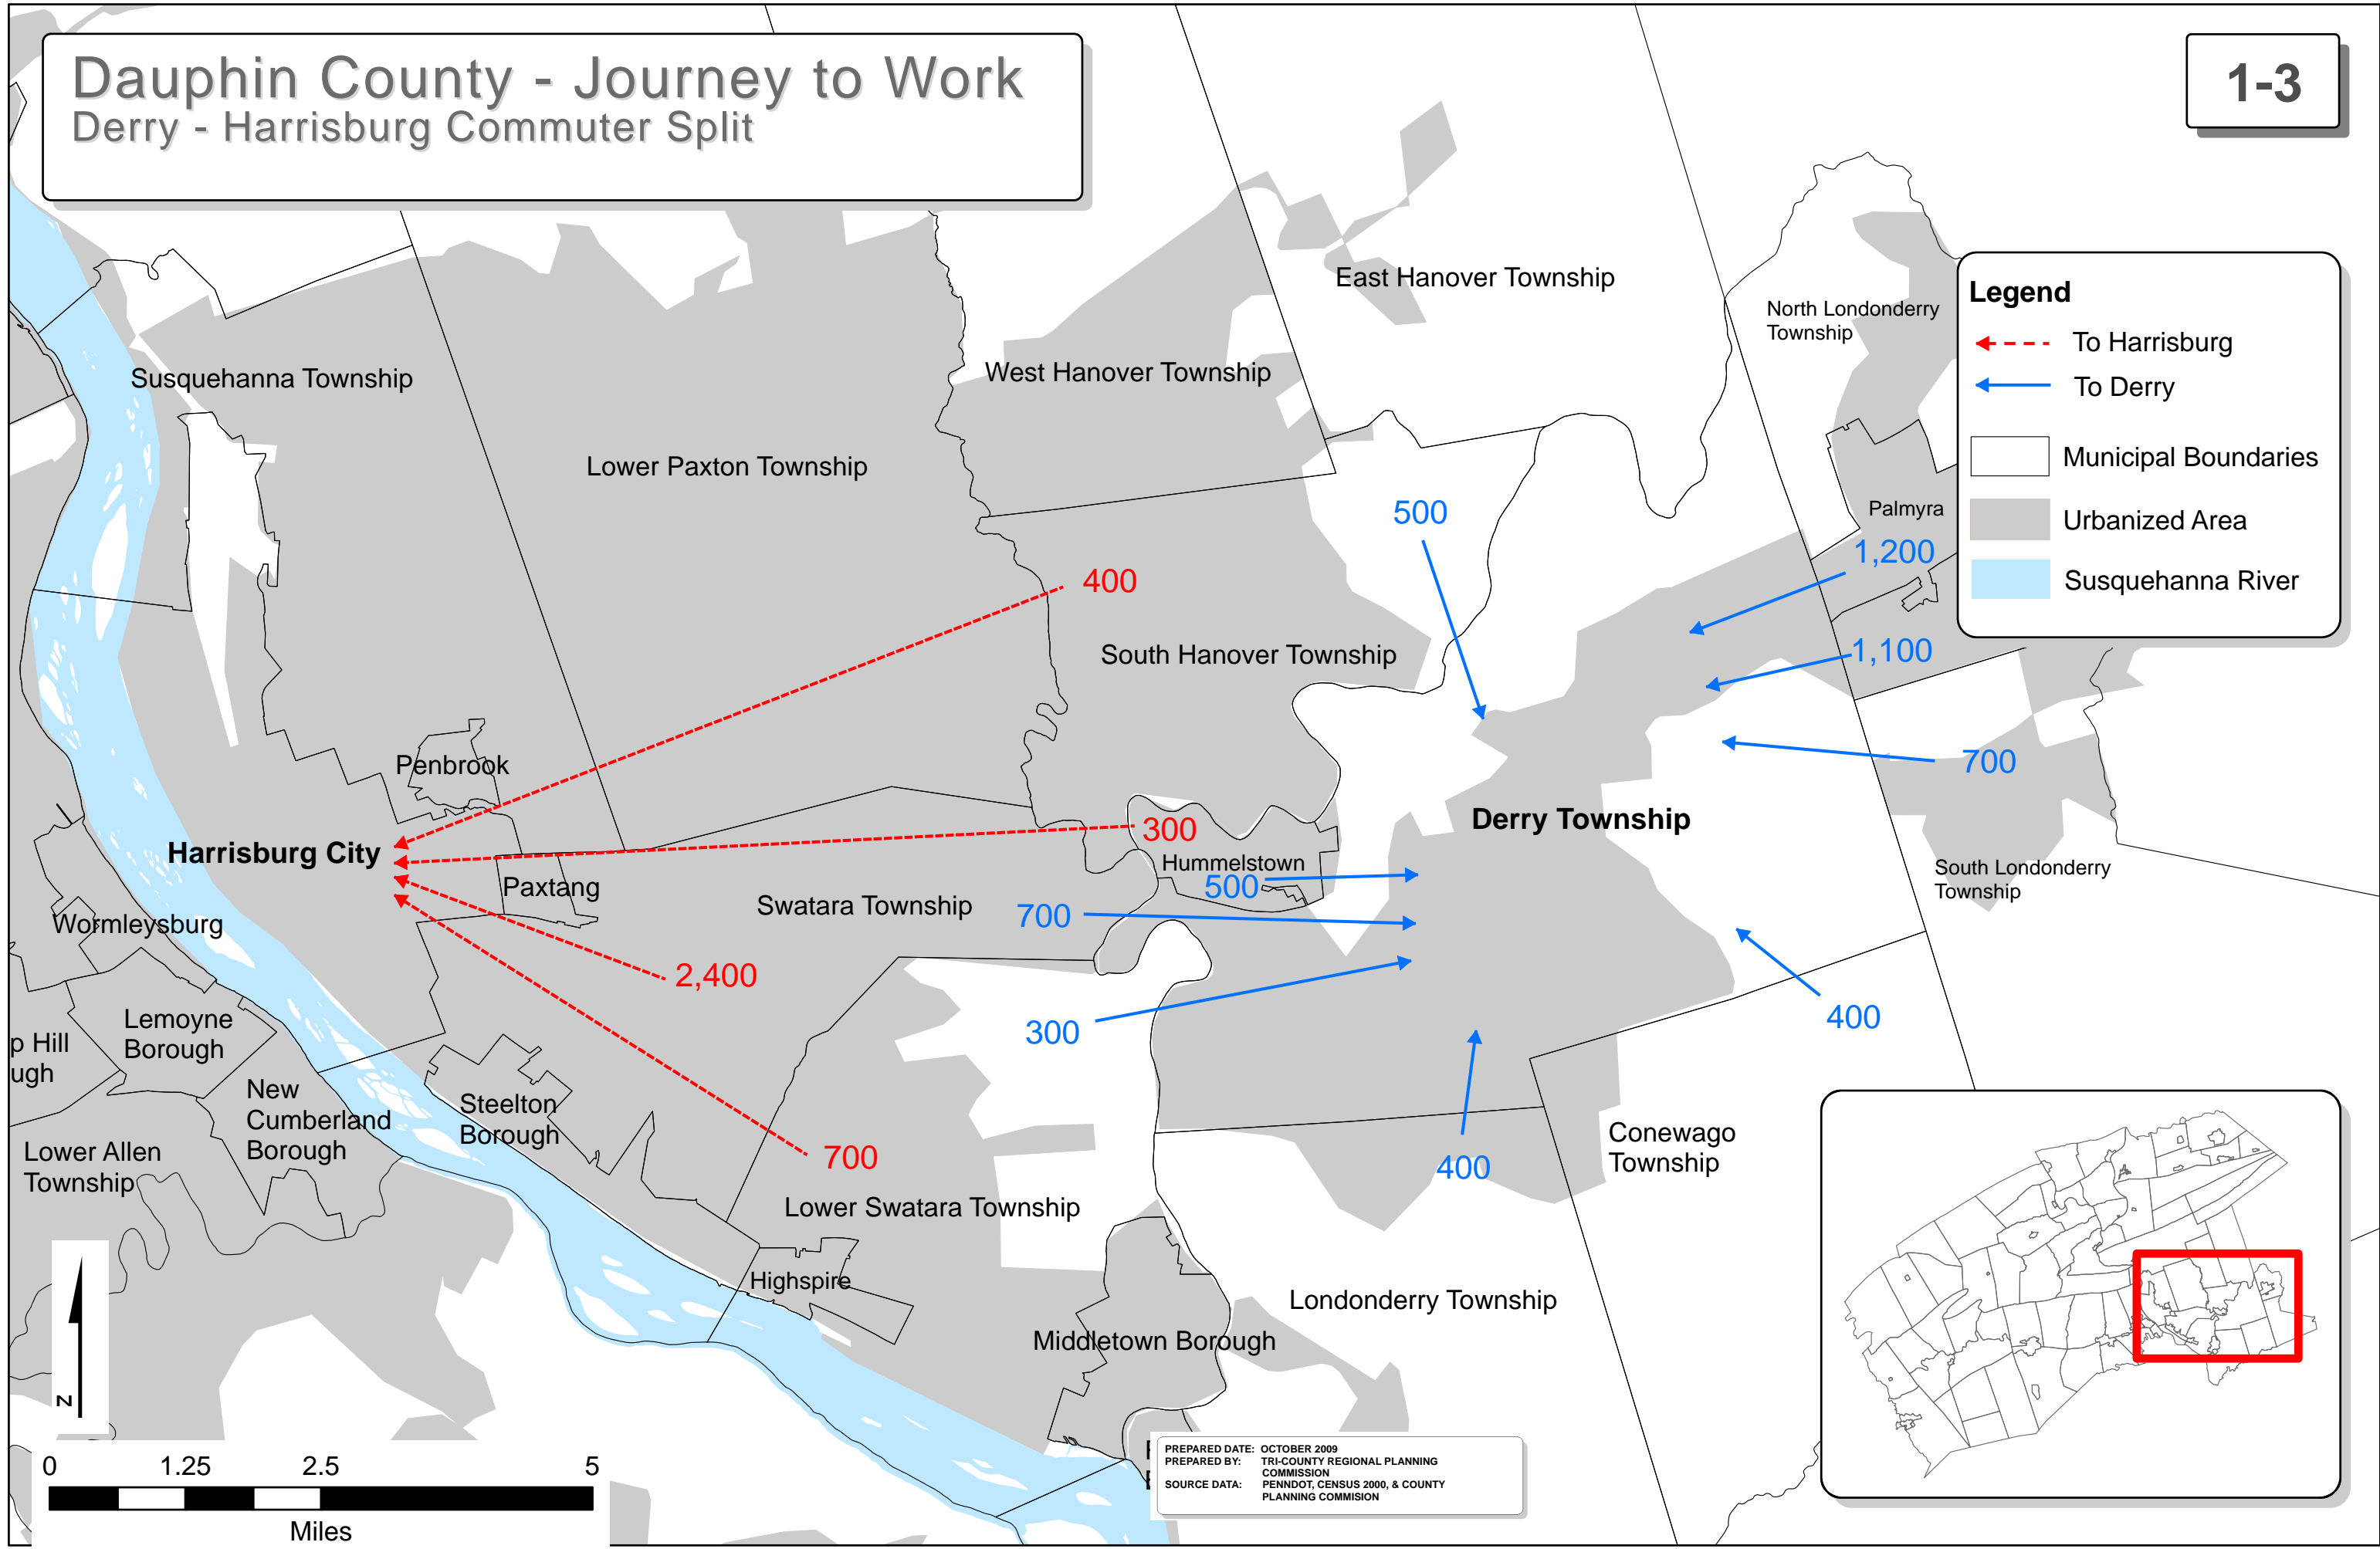 Dauphin County - Journey to Work
Derry - Harrisburg Commuter Split
1-3
Legend
To Harrisburg
To Derry
Municipal Boundaries
Urbanized Area
Susquehanna River
East Hanover Township
North Londonderry
Township
Susquehanna Township
West Hanover Township
Lower Paxton Township
500
Palmyra
1,200
400
South Hanover Township
1,100
Penbrook
700
Derry Township
300
Harrisburg City
Hummelstown
500
Paxtang
South Londonderry
Township
Swatara Township
700
Wormleysburg
2,400
300
400
Lemoyne
Borough
p Hill
ugh
New
Cumberland
Borough
Steelton
Borough
Lower Allen
Township
700
400
Conewago
Township
Lower Swatara Township
Highspire
Londonderry Township
Middletown Borough
Z
0 1.25 2.5 5
Miles
PREPARED DATE: OCTOBER 2009
PREPARED BY: TRI-COUNTY REGIONAL PLANNING
COMMISSION
SOURCE DATA: PENNDOT, CENSUS 2000, & COUNTY
PLANNING COMMISION